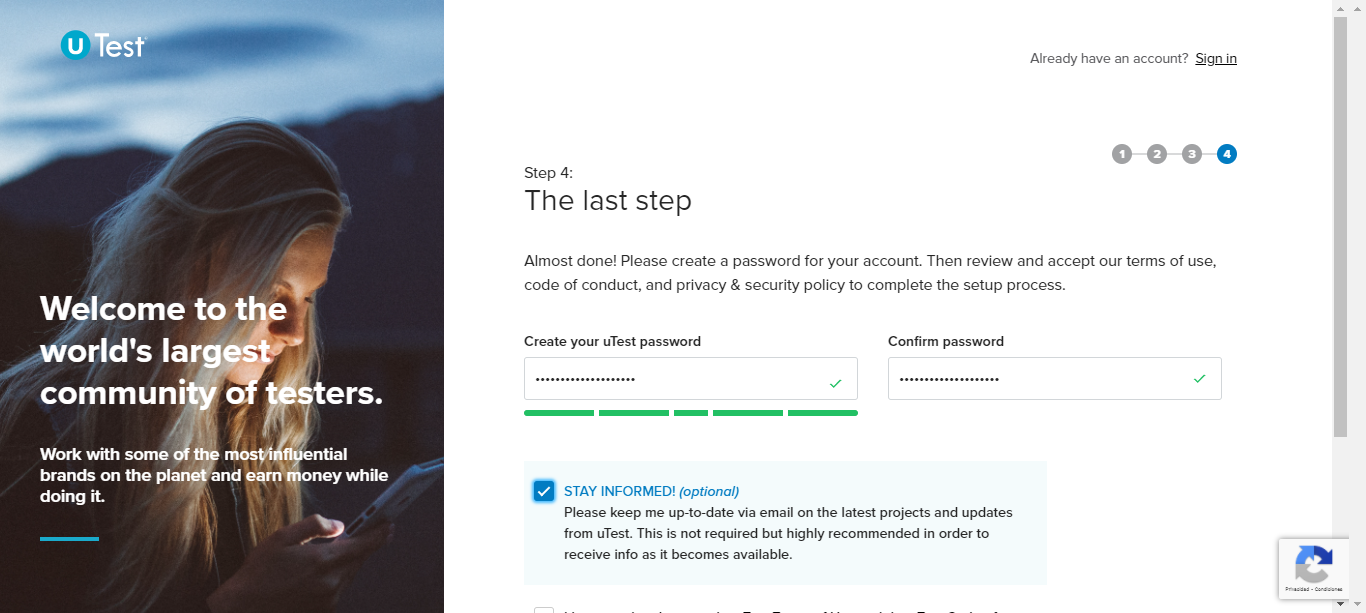 uTest
Already have an account? Sign in
1 2 3 4
Step 4:
The last step
Almost done! Please create a password for your account. Then review and accept our terms of use,
code of conduct, and privacy & security policy to complete the setup process.
Create your uTest password
Confirm password
••••••••••••••••••••
••••••••••••••••••••
STAY INFORMED! (optional)
Please keep me up-to-date via email on the latest projects and updates
from uTest. This is not required but highly recommended in order to
receive info as it becomes available.
Welcome to the
world's largest
community of testers.
Work with some of the most influential
brands on the planet and earn money while
doing it.
Privacidad - Condiciones